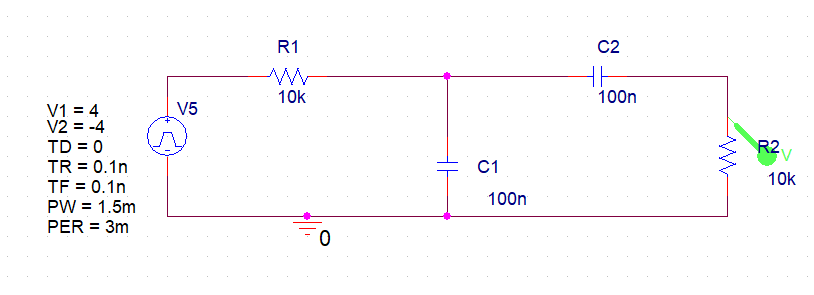 R1
10k
C2
100n
V5
V1 = 4
V2 = -4
TD = 0
TR = 0.1n
TF = 0.1n
PW = 1.5m
PER = 3m
C1
100n
R2
V
10k
0